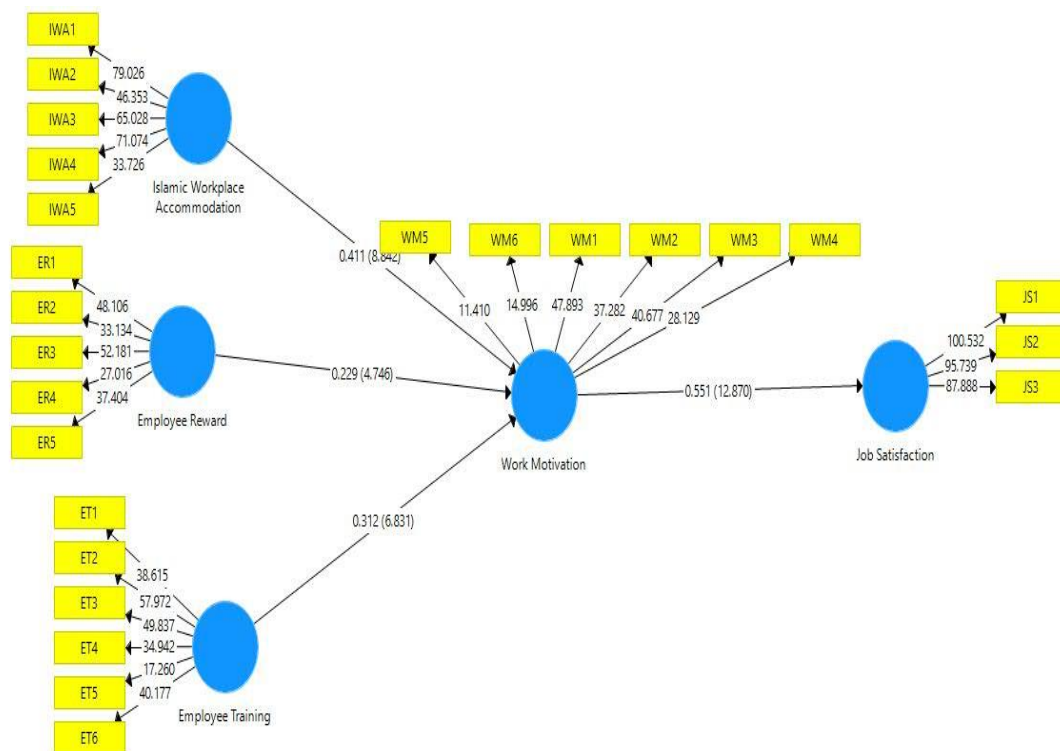 IWA1
IWA2
IWA3
IWA4
IWA5
79.026
46.353
65.028
71.074
33.726
Islamic Workplace
Accommodation
ER1
ER2
ER3
ER4
ER5
48.106
33.134
52.181
27.016
37.404
Employee Reward
ET1
ET2
ET3
ET4
ET5
ET6
38.615
57.972
49.837
34.942
17.260
40.177
Employee Training
0.411 (8.842)
0.229 (4.746)
0.312 (6.831)
WM5
WM6
WM1
WM2
WM3
WM4
11.410
14.996
47.893
37.282
40.677
28.129
Work Motivation
0.551 (12.870)
JS1
JS2
JS3
100.532
95.739
87.888
Job Satisfaction